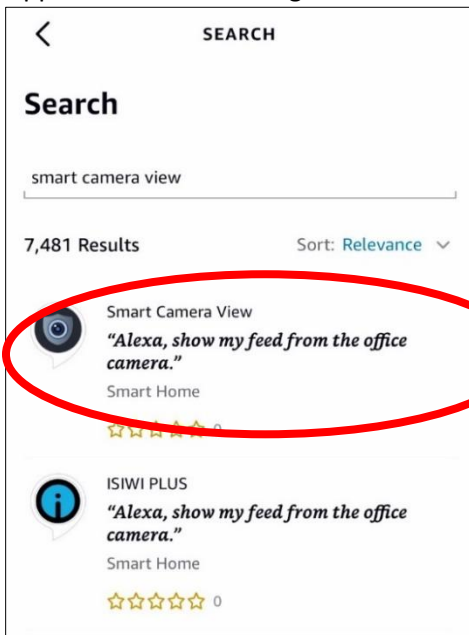 SEARCH
Search
smart camera view
7,481 Results Sort: Relevance
Smart Camera View
“Alexa, show my feed from the office
camera.”
Smart Home
0
ISIWI PLUS
“Alexa, show my feed from the office
camera.”
Smart Home
0